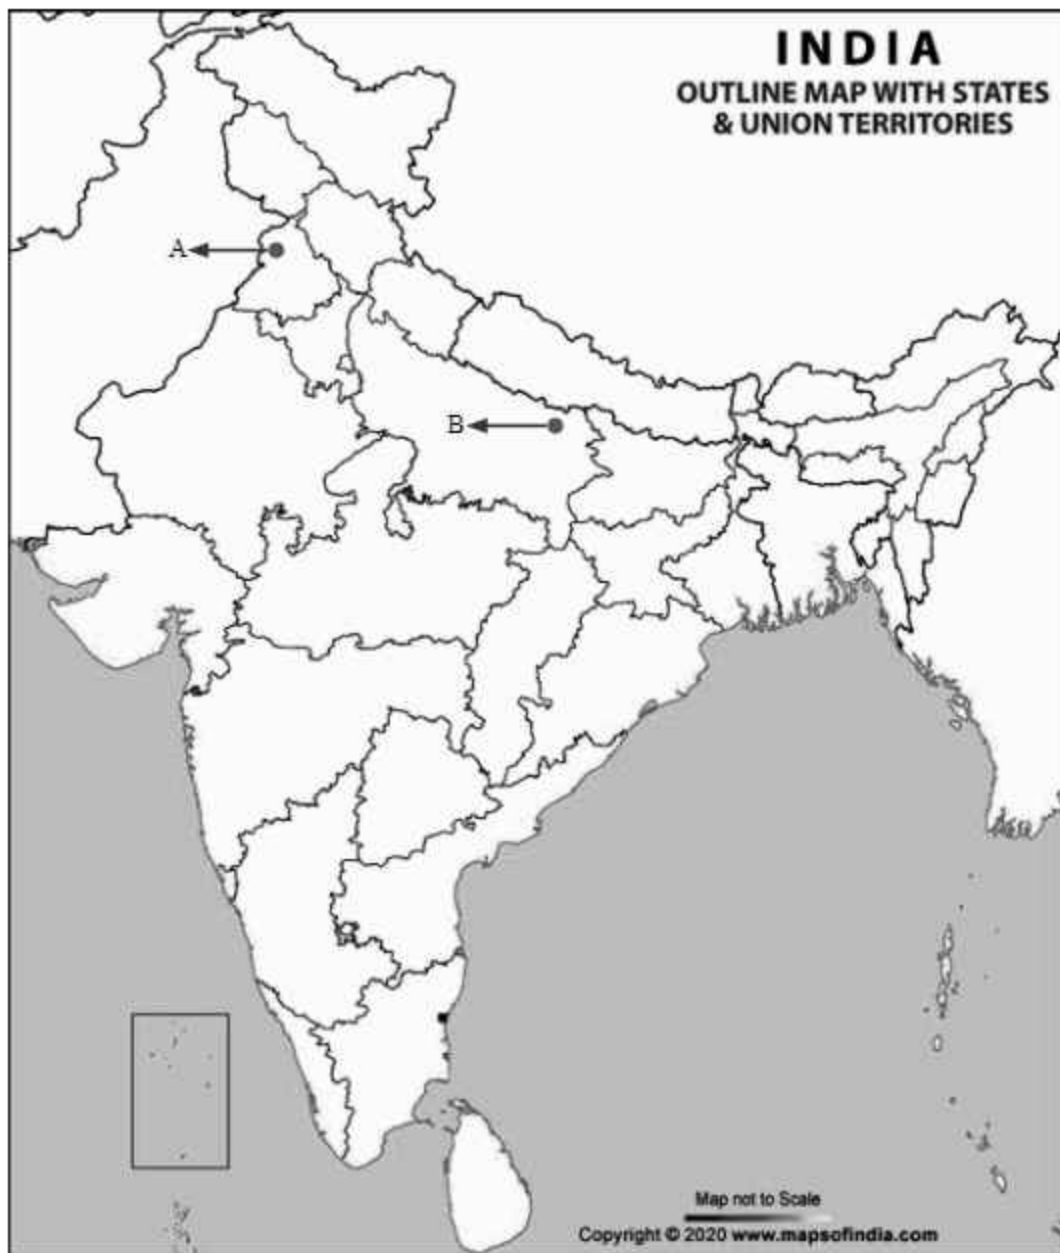 INDIA
OUTLINE MAP WITH STATES
& UNION TERRITORIES
A
B
Map not to Scale
Copyright © 2020 www.mapsofindia.com